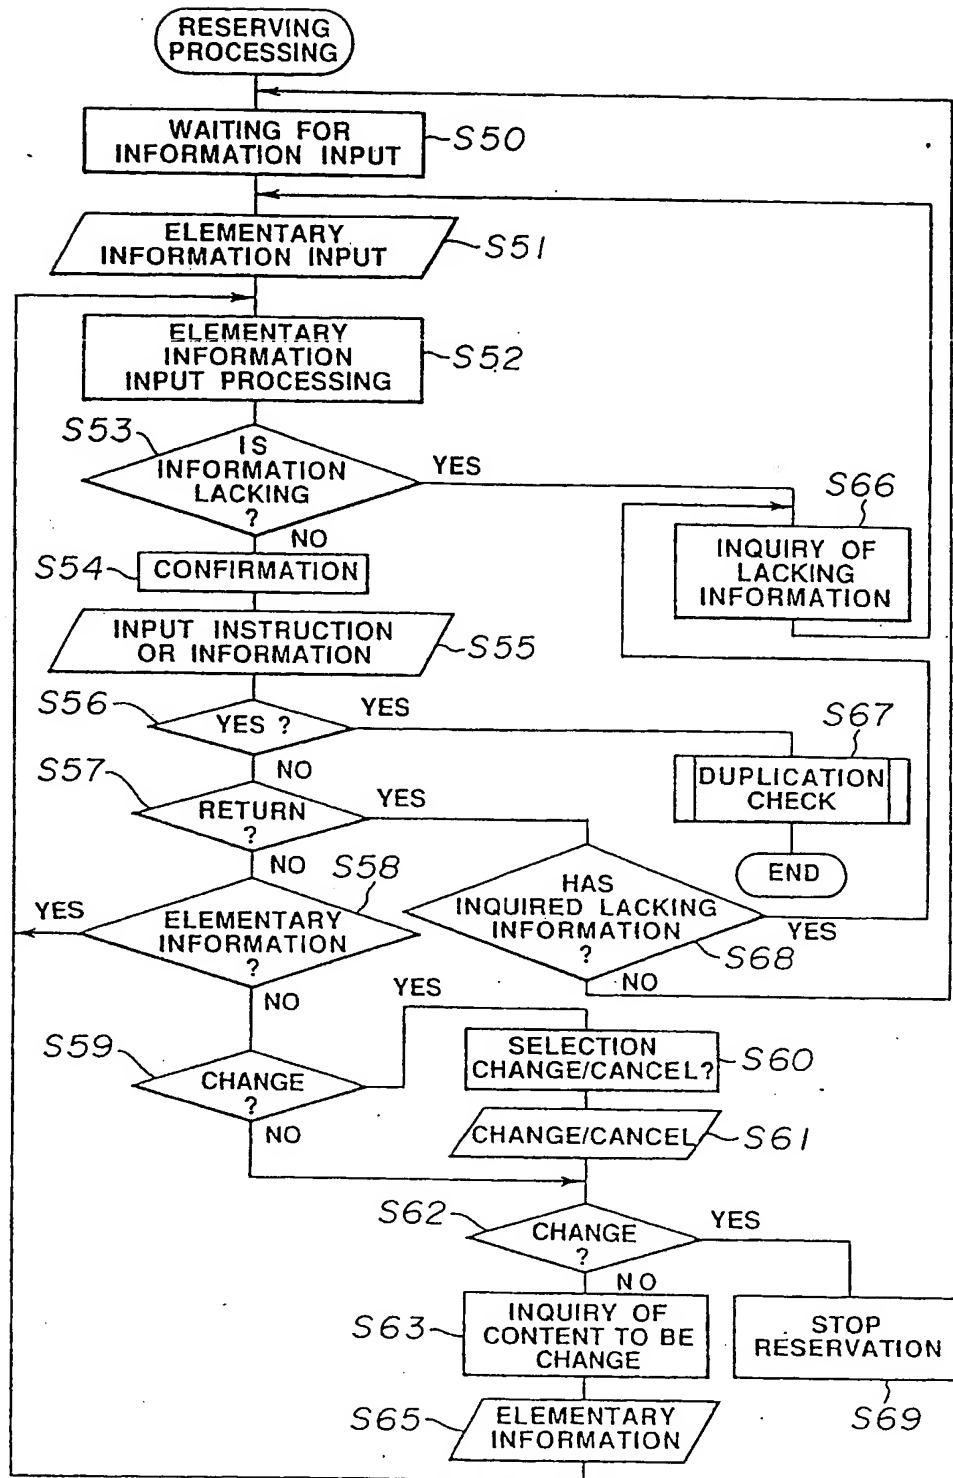 RESERVING
PROCESSING
WAITING FOR
INFORMATION INPUT
S50
ELEMENTARY
INFORMATION INPUT
S51
ELEMENTARY
INFORMATION
INPUT PROCESSING
S52
S53
IS
INFORMATION
LACKING
?
YES
NO
S66
INQUIRY OF
LACKING
INFORMATION
S54
CONFIRMATION
INPUT INSTRUCTION
OR INFORMATION
S55
S56
YES ?
YES
NO
S67
DUPLICATION
CHECK
END
S57
RETURN
?
YES
NO
S58
YES
ELEMENTARY
INFORMATION
?
NO
HAS
INQUIRED LACKING
INFORMATION
?
YES
S68
NO
S59
CHANGE
?
YES
NO
SELECTION
CHANGE/CANCEL?
S60
CHANGE/CANCEL
S61
S62
CHANGE
?
YES
NO
S63
INQUIRY OF
CONTENT TO BE
CHANGE
STOP
RESERVATION
S69
S65
ELEMENTARY
INFORMATION